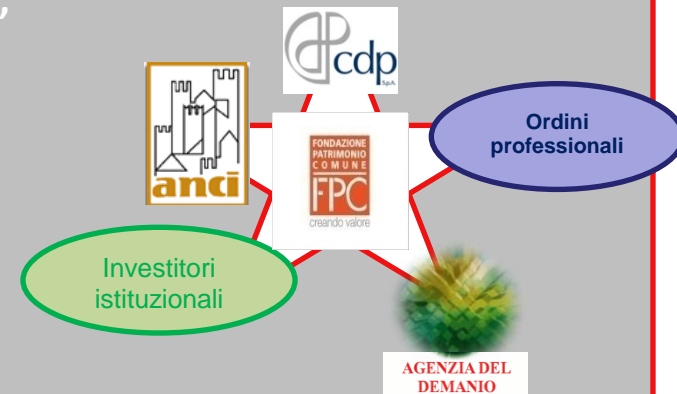 ”
cdp
S.p.A.
anci
FONDAZIONE
PATRIMONIO
COMUNE
FPC
creando valore
Ordini
professionali
Investitori
istituzionali
AGENZIA DEL
DEMANIO